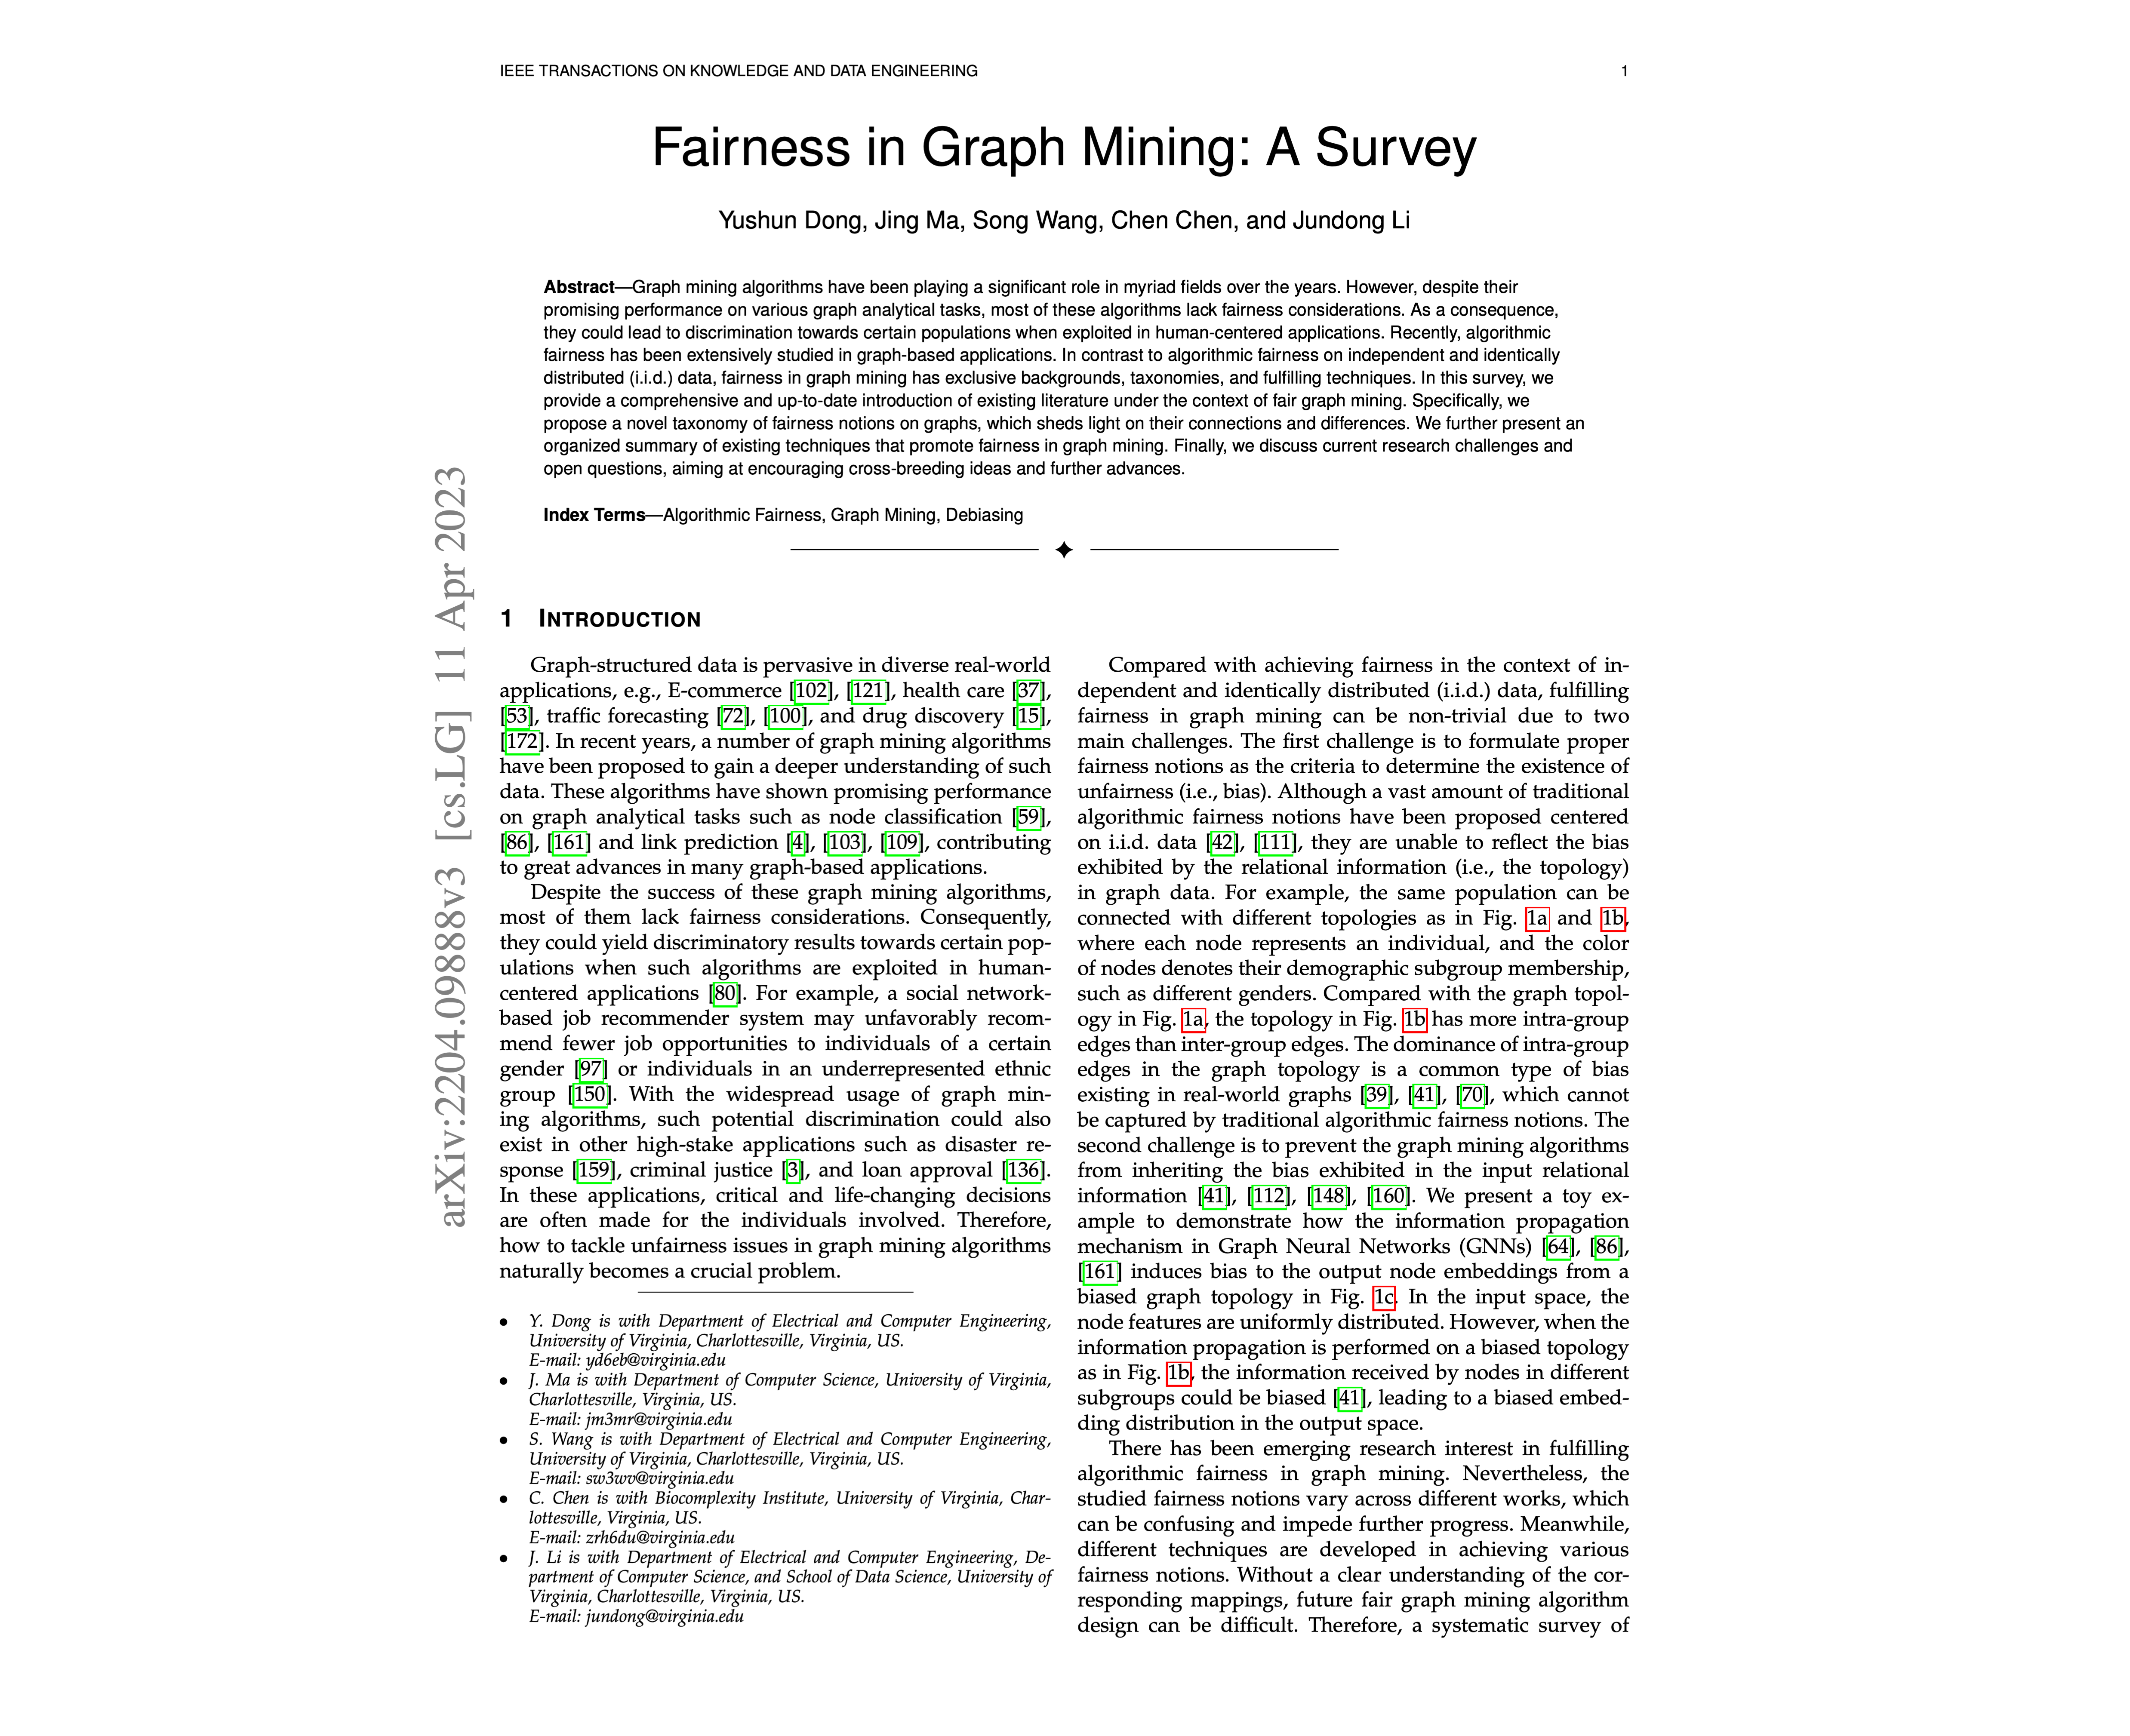 IEEE TRANSACTIONS ON KNOWLEDGE AND DATA ENGINEERING 1
Fairness in Graph Mining: A Survey
Yushun Dong, Jing Ma, Song Wang, Chen Chen, and Jundong Li
Abstract—Graph mining algorithms have been playing a significant role in myriad fields over the years. However, despite their
promising performance on various graph analytical tasks, most of these algorithms lack fairness considerations. As a consequence,
they could lead to discrimination towards certain populations when exploited in human-centered applications. Recently, algorithmic
fairness has been extensively studied in graph-based applications. In contrast to algorithmic fairness on independent and identically
distributed (i.i.d.) data, fairness in graph mining has exclusive backgrounds, taxonomies, and fulfilling techniques. In this survey, we
provide a comprehensive and up-to-date introduction of existing literature under the context of fair graph mining. Specifically, we
propose a novel taxonomy of fairness notions on graphs, which sheds light on their connections and differences. We further present an
organized summary of existing techniques that promote fairness in graph mining. Finally, we discuss current research challenges and
open questions, aiming at encouraging cross-breeding ideas and further advances.
Index Terms—Algorithmic Fairness, Graph Mining, Debiasing
arXiv:2204.09888v3 [cs.LG] 11 Apr 2023
1 INTRODUCTION
Graph-structured data is pervasive in diverse real-world
applications, e.g., E-commerce [102], [121], health care [37],
[53], traffic forecasting [72], [100], and drug discovery [15],
[172]. In recent years, a number of graph mining algorithms
have been proposed to gain a deeper understanding of such
data. These algorithms have shown promising performance
on graph analytical tasks such as node classification [59],
[86], [161] and link prediction [4], [103], [109], contributing
to great advances in many graph-based applications.
Despite the success of these graph mining algorithms,
most of them lack fairness considerations. Consequently,
they could yield discriminatory results towards certain pop-
ulations when such algorithms are exploited in human-
centered applications [80]. For example, a social network-
based job recommender system may unfavorably recom-
mend fewer job opportunities to individuals of a certain
gender [97] or individuals in an underrepresented ethnic
group [150]. With the widespread usage of graph min-
ing algorithms, such potential discrimination could also
exist in other high-stake applications such as disaster re-
sponse [159], criminal justice [3], and loan approval [136].
In these applications, critical and life-changing decisions
are often made for the individuals involved. Therefore,
how to tackle unfairness issues in graph mining algorithms
naturally becomes a crucial problem.
• Y. Dong is with Department of Electrical and Computer Engineering,
University of Virginia, Charlottesville, Virginia, US.
E-mail: yd6eb@virginia.edu
• J. Ma is with Department of Computer Science, University of Virginia,
Charlottesville, Virginia, US.
E-mail: jm3mr@virginia.edu
• S. Wang is with Department of Electrical and Computer Engineering,
University of Virginia, Charlottesville, Virginia, US.
E-mail: sw3wv@virginia.edu
• C. Chen is with Biocomplexity Institute, University of Virginia, Char-
lottesville, Virginia, US.
E-mail: zrh6du@virginia.edu
• J. Li is with Department of Electrical and Computer Engineering, De-
partment of Computer Science, and School of Data Science, University of
Virginia, Charlottesville, Virginia, US.
E-mail: jundong@virginia.edu
Compared with achieving fairness in the context of in-
dependent and identically distributed (i.i.d.) data, fulfilling
fairness in graph mining can be non-trivial due to two
main challenges. The first challenge is to formulate proper
fairness notions as the criteria to determine the existence of
unfairness (i.e., bias). Although a vast amount of traditional
algorithmic fairness notions have been proposed centered
on i.i.d. data [42], [111], they are unable to reflect the bias
exhibited by the relational information (i.e., the topology)
in graph data. For example, the same population can be
connected with different topologies as in Fig. 1a and 1b,
where each node represents an individual, and the color
of nodes denotes their demographic subgroup membership,
such as different genders. Compared with the graph topol-
ogy in Fig. 1a, the topology in Fig. 1b has more intra-group
edges than inter-group edges. The dominance of intra-group
edges in the graph topology is a common type of bias
existing in real-world graphs [39], [41], [70], which cannot
be captured by traditional algorithmic fairness notions. The
second challenge is to prevent the graph mining algorithms
from inheriting the bias exhibited in the input relational
information [41], [112], [148], [160]. We present a toy ex-
ample to demonstrate how the information propagation
mechanism in Graph Neural Networks (GNNs) [64], [86],
[161] induces bias to the output node embeddings from a
biased graph topology in Fig. 1c. In the input space, the
node features are uniformly distributed. However, when the
information propagation is performed on a biased topology
as in Fig. 1b, the information received by nodes in different
subgroups could be biased [41], leading to a biased embed-
ding distribution in the output space.
There has been emerging research interest in fulfilling
algorithmic fairness in graph mining. Nevertheless, the
studied fairness notions vary across different works, which
can be confusing and impede further progress. Meanwhile,
different techniques are developed in achieving various
fairness notions. Without a clear understanding of the cor-
responding mappings, future fair graph mining algorithm
design can be difficult. Therefore, a systematic survey of